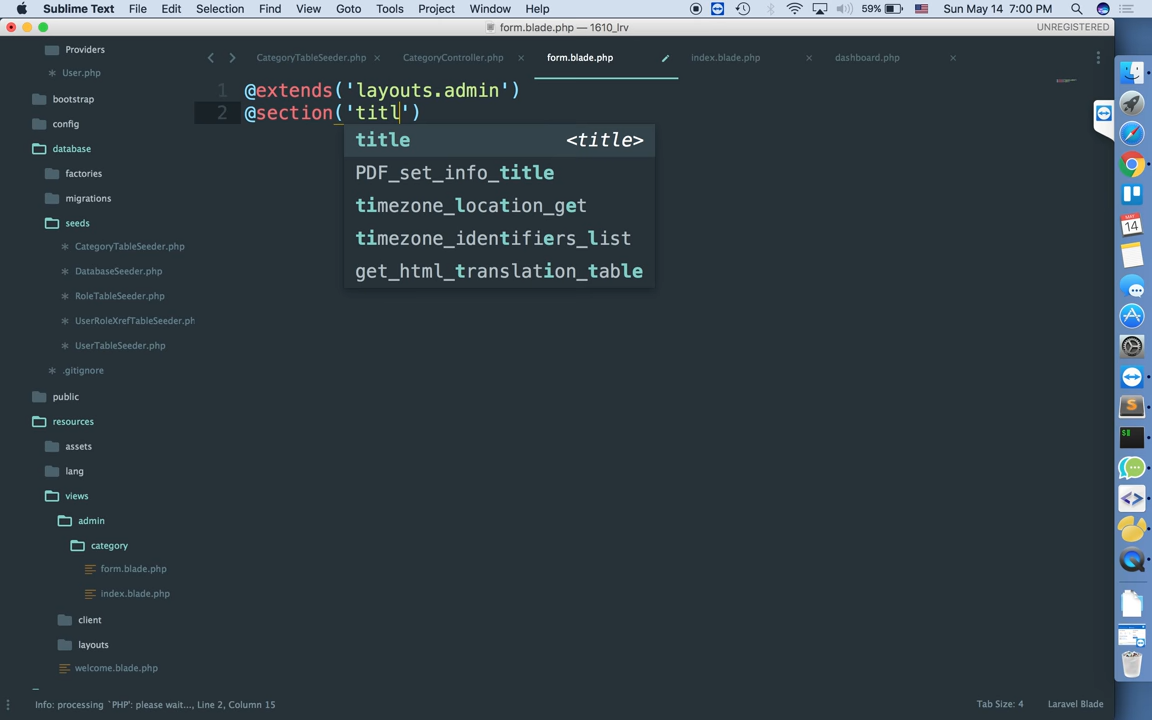 Sublime Text File Edit Selection Find View Goto Tools Project Window Help 59% Sun May 14 7:00 PM
form.blade.php — 1610_lrv UNREGISTERED
Providers
User.php
bootstrap
config
database
factories
migrations
seeds
CategoryTableSeeder.php
DatabaseSeeder.php
RoleTableSeeder.php
UserRoleXrefTableSeeder.ph
UserTableSeeder.php
.gitignore
public
resources
assets
lang
views
admin
category
form.blade.php
index.blade.php
client
layouts
welcome.blade.php
CategoryTableSeeder.php CategoryController.php form.blade.php index.blade.php dashboard.php
1 @extends('layouts.admin')
2 @section('titl')
title <title>
PDF_set_info_title
timezone_location_get
timezone_identifiers_list
get_html_translation_table
Info: processing `PHP': please wait..., Line 2, Column 15 Tab Size: 4 Laravel Blade
14
S
$